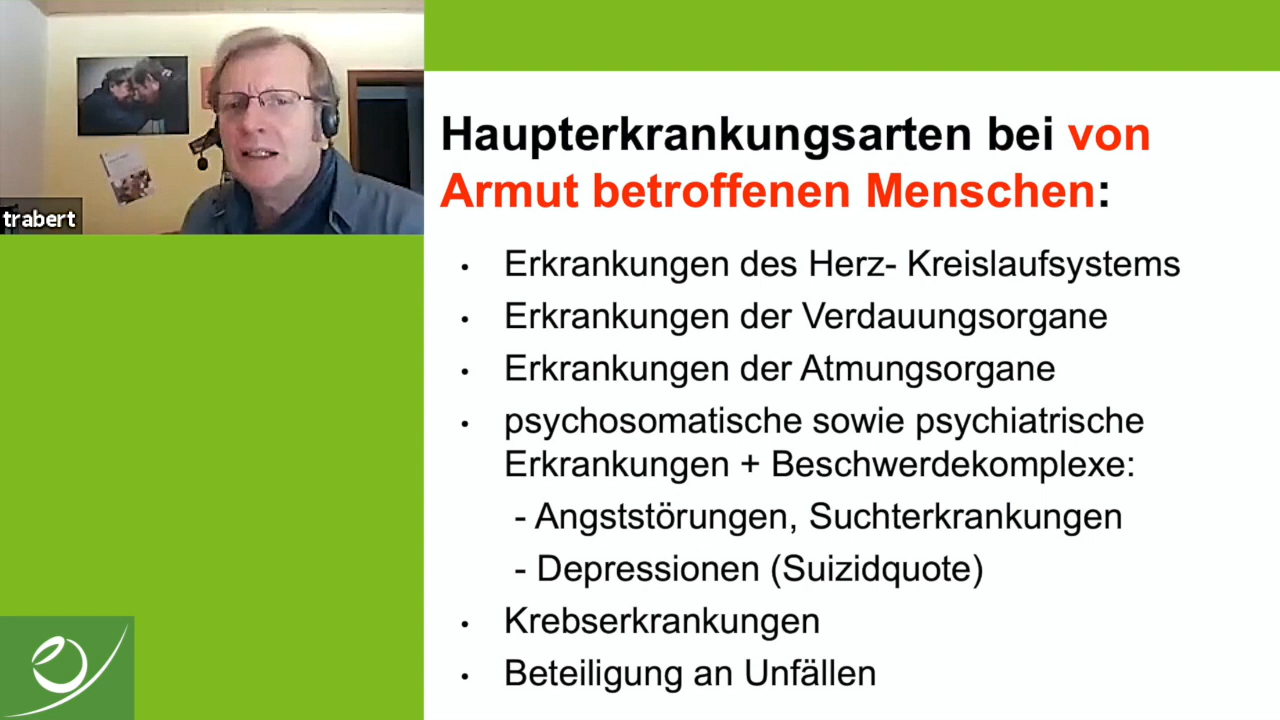 trabert
Haupterkrankungsarten bei von
Armut betroffenen Menschen:
• Erkrankungen des Herz- Kreislaufsystems
• Erkrankungen der Verdauungsorgane
• Erkrankungen der Atmungsorgane
• psychosomatische sowie psychiatrische
Erkrankungen + Beschwerdekomplexe:
- Angststörungen, Suchterkrankungen
- Depressionen (Suizidquote)
• Krebserkrankungen
• Beteiligung an Unfällen